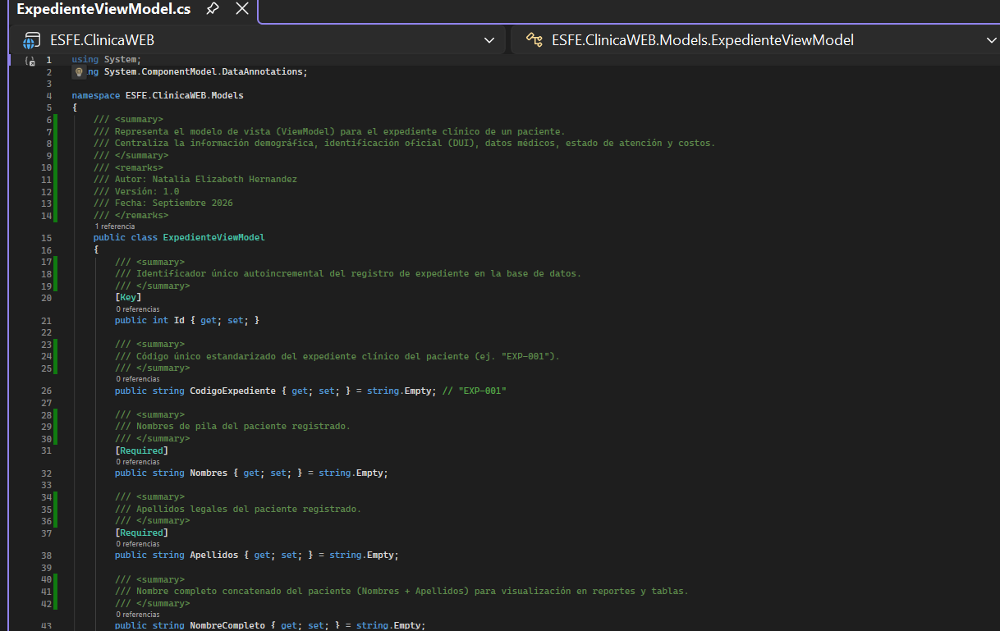 ExpedienteViewModel.cs
ESFE.ClinicaWEB
ESFE.ClinicaWEB.Models.ExpedienteViewModel
1 using System;
2 ng System.ComponentModel.DataAnnotations;
3
4 namespace ESFE.ClinicaWEB.Models
5 {
6 /// <summary>
7 /// Representa el modelo de vista (ViewModel) para el expediente clínico de un paciente.
8 /// Centraliza la información demográfica, identificación oficial (DUI), datos médicos, estado de atención y costos.
9 /// </summary>
10 /// <remarks>
11 /// Autor: Natalia Elizabeth Hernandez
12 /// Versión: 1.0
13 /// Fecha: Septiembre 2026
14 /// </remarks>
1 referencia
15 public class ExpedienteViewModel
16 {
17 /// <summary>
18 /// Identificador único autoincremental del registro de expediente en la base de datos.
19 /// </summary>
20 [Key]
0 referencias
21 public int Id { get; set; }
22
23 /// <summary>
24 /// Código único estandarizado del expediente clínico del paciente (ej. "EXP-001").
25 /// </summary>
0 referencias
26 public string CodigoExpediente { get; set; } = string.Empty; // "EXP-001"
27
28 /// <summary>
29 /// Nombres de pila del paciente registrado.
30 /// </summary>
31 [Required]
0 referencias
32 public string Nombres { get; set; } = string.Empty;
33
34 /// <summary>
35 /// Apellidos legales del paciente registrado.
36 /// </summary>
37 [Required]
0 referencias
38 public string Apellidos { get; set; } = string.Empty;
39
40 /// <summary>
41 /// Nombre completo concatenado del paciente (Nombres + Apellidos) para visualización en reportes y tablas.
42 /// </summary>
0 referencias
43 public string NombreCompleto { get; set; } = string.Empty;